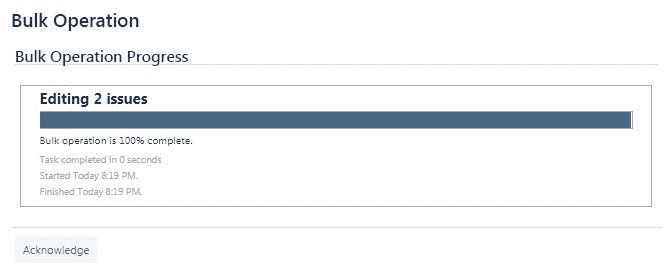 Bulk Operation
Bulk Operation Progress
Editing 2 issues
Bulk operation is 100% complete.
Task completed in 0 seconds
Started Today 8:19 PM.
Finished Today 8:19 PM.
Acknowledge